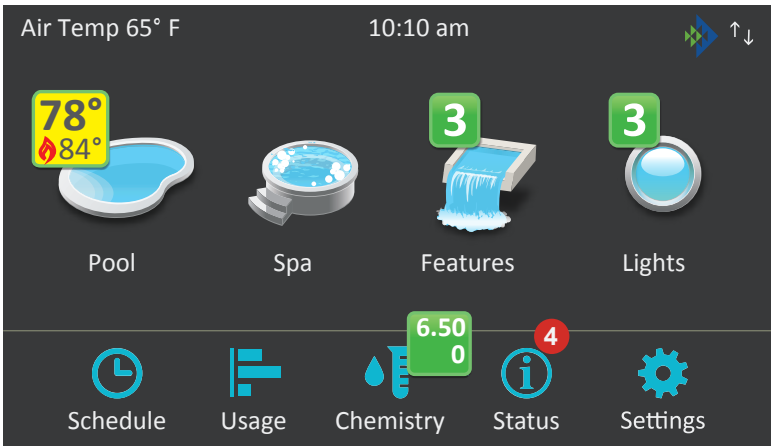 Air Temp 65° F 10:10 am ↑↓
78°
84°
3
3
Pool Spa Features Lights
6.50
0
4
Schedule Usage Chemistry Status Settings